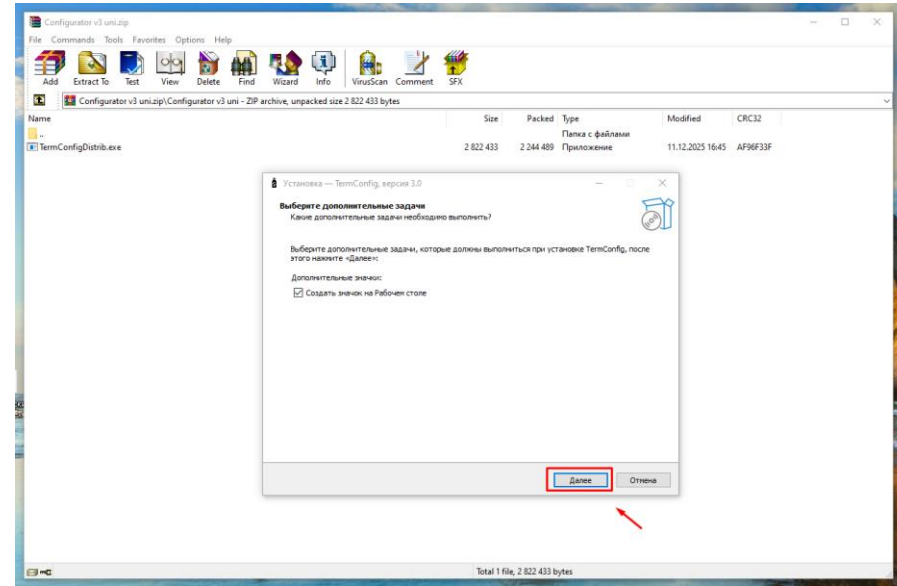 Configurator v3 uni.zip
File Commands Tools Favorites Options Help
Add Extract To Test View Delete Find Wizard Info VirusScan Comment SFX
Configurator v3 uni.zip\Configurator v3 uni - ZIP archive, unpacked size 2 822 433 bytes
Name Size Packed Type Modified CRC32
.. Папка с файлами
TermConfigDistrib.exe 2 822 433 2 244 489 Приложение 11.12.2025 16:45 AF96F33F
Установка — TermConfig, версия 3.0
Выберите дополнительные задачи
Какие дополнительные задачи необходимо выполнить?
Выберите дополнительные задачи, которые должны выполниться при установке TermConfig, после
этого нажмите «Далее»:
Дополнительные значки:
Создать значок на Рабочем столе
Далее Отмена
Total 1 file, 2 822 433 bytes